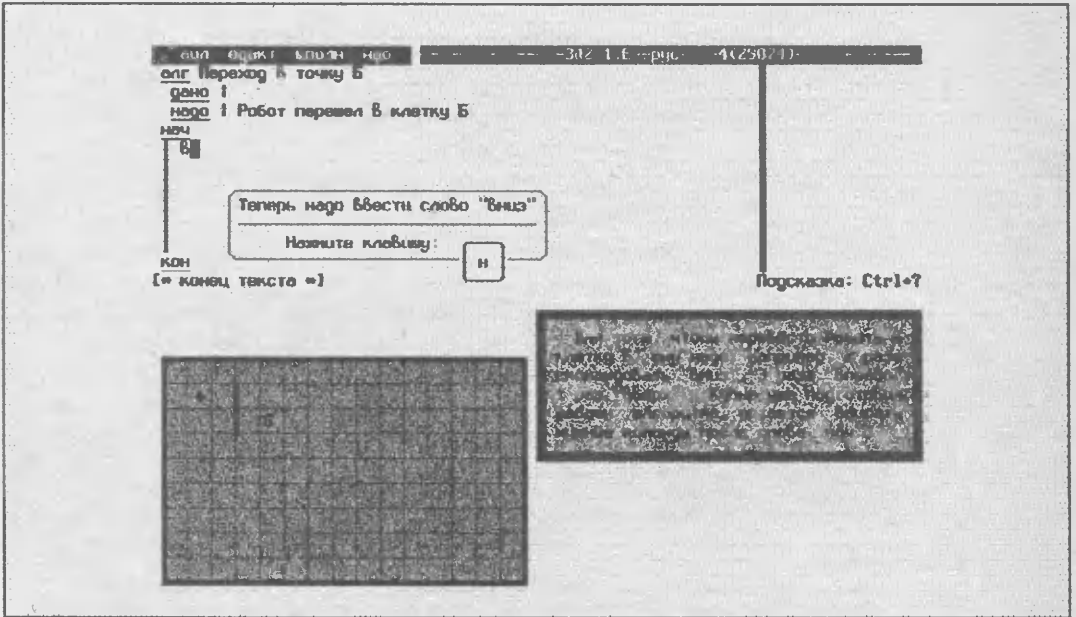 алг Переход в точку Б
дано !
надо ! Робот перешел в клетку Б
нач
в
Теперь надо ввести слово "вниз"
Нажмите клавишу:
н
кон
[* конец текста *]
Подсказка: Ctrl+?